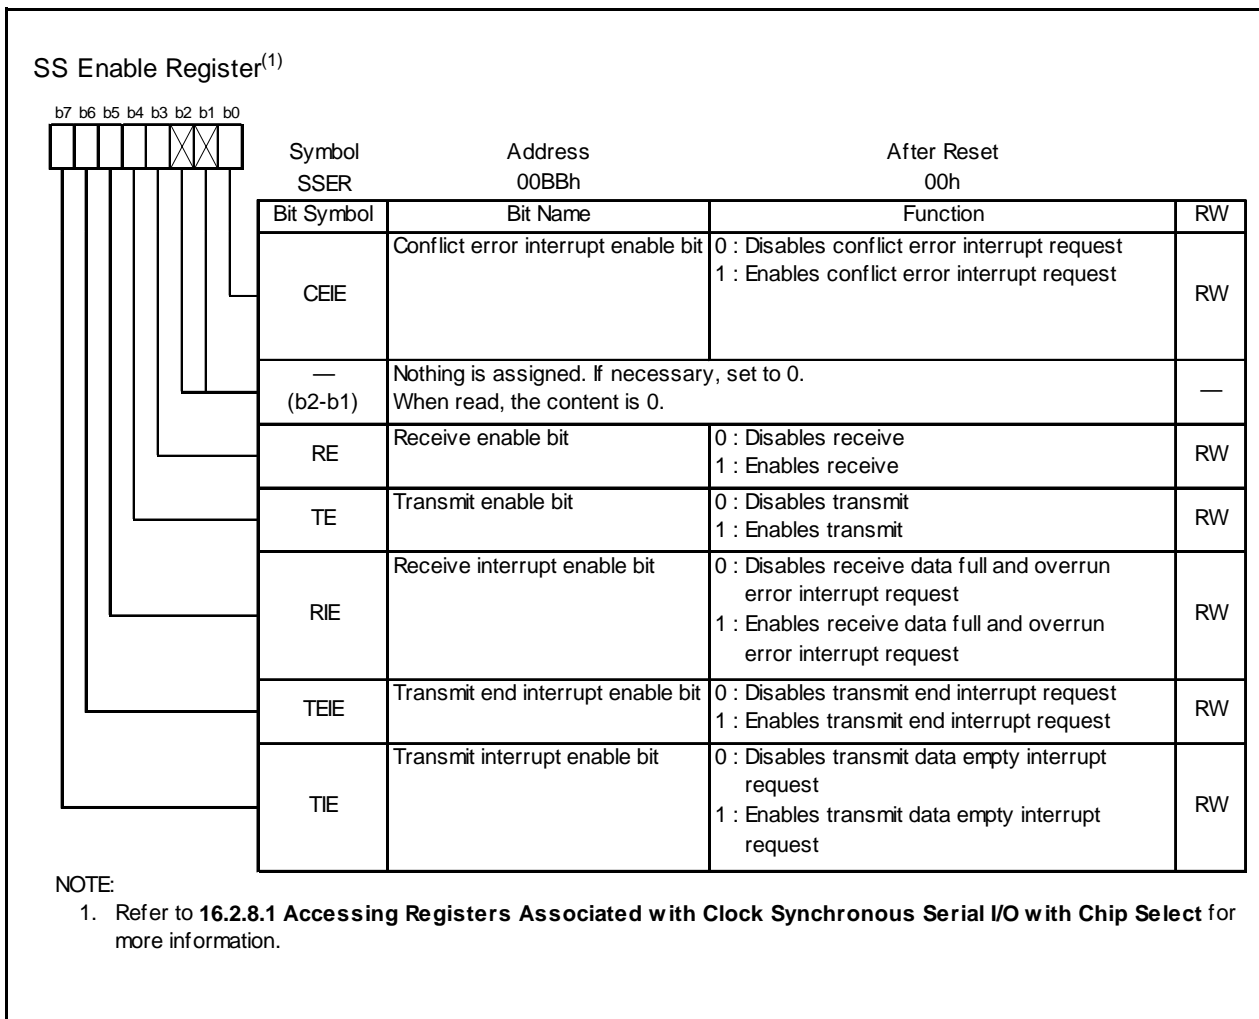 SS Enable Register(1)
b7 b6 b5 b4 b3 b2 b1 b0
Symbol Address After Reset
SSER 00BBh 00h
Bit Symbol Bit Name Function RW
CEIE Conflict error interrupt enable bit 0 : Disables conflict error interrupt request
1 : Enables conflict error interrupt request
RW
—
(b2-b1)
Nothing is assigned. If necessary, set to 0.
When read, the content is 0.
—
RE Receive enable bit 0 : Disables receive
1 : Enables receive
RW
TE Transmit enable bit 0 : Disables transmit
1 : Enables transmit
RW
RIE Receive interrupt enable bit 0 : Disables receive data full and overrun
error interrupt request
1 : Enables receive data full and overrun
error interrupt request
RW
TEIE Transmit end interrupt enable bit 0 : Disables transmit end interrupt request
1 : Enables transmit end interrupt request
RW
TIE Transmit interrupt enable bit 0 : Disables transmit data empty interrupt
request
1 : Enables transmit data empty interrupt
request
RW
NOTE:
1. Refer to 16.2.8.1 Accessing Registers Associated with Clock Synchronous Serial I/O with Chip Select for
more information.